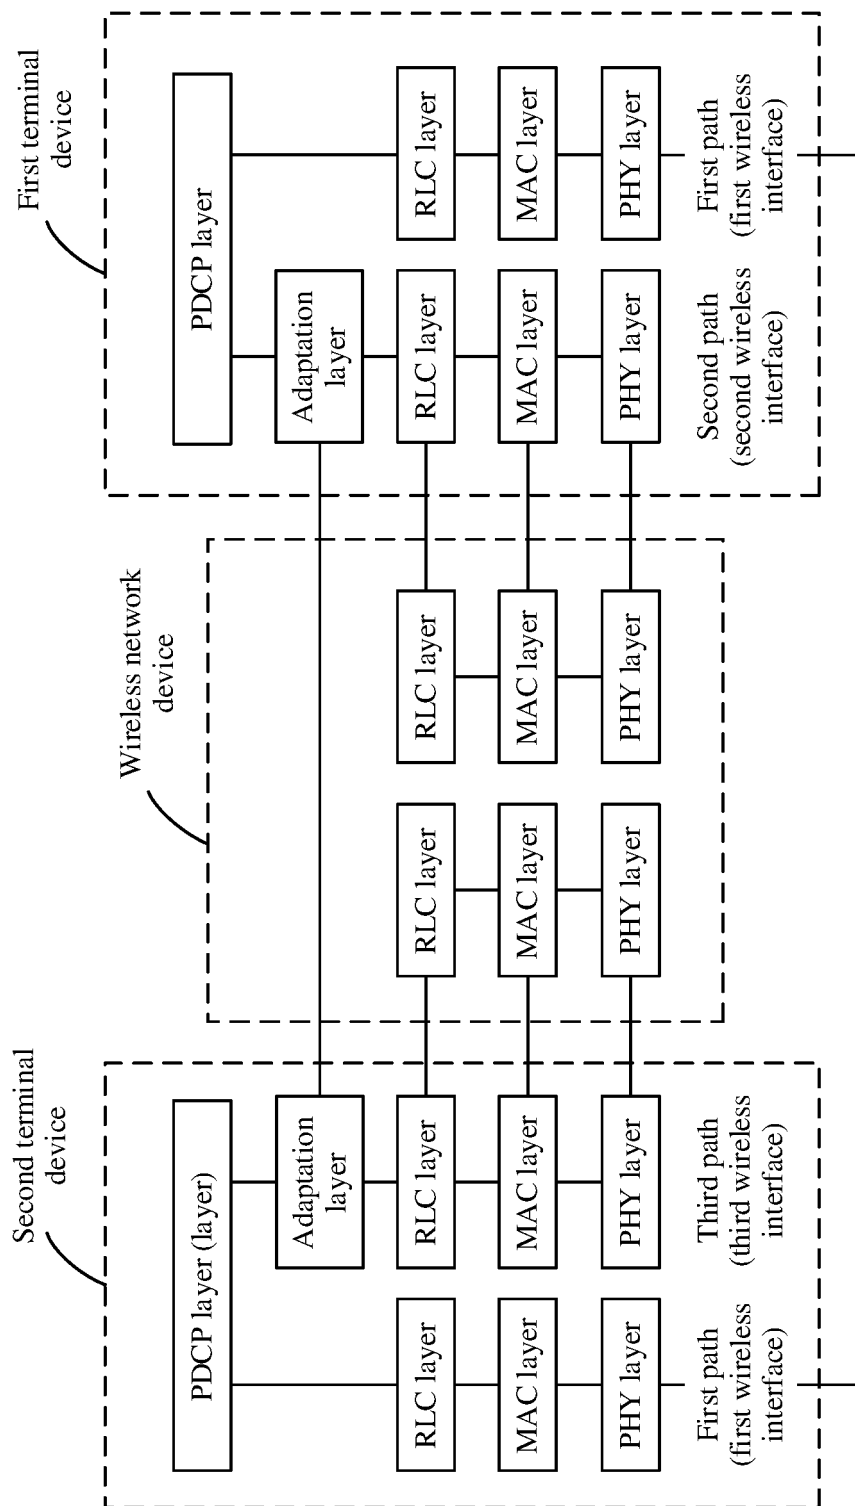 Second terminal
device
PDCP layer (layer)
Adaptation
layer
RLC layer
RLC layer
MAC layer
MAC layer
PHY layer
PHY layer
First path
(first wireless
interface)
Third path
(third wireless
interface)
Wireless network
device
RLC layer
RLC layer
MAC layer
MAC layer
PHY layer
PHY layer
First terminal
device
PDCP layer
Adaptation
layer
RLC layer
RLC layer
MAC layer
MAC layer
PHY layer
PHY layer
Second path
(second wireless
interface)
First path
(first wireless
interface)